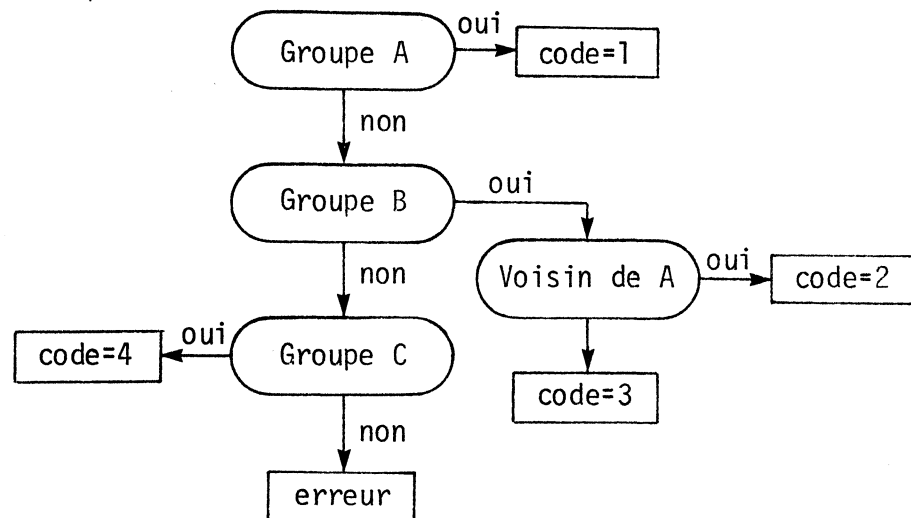 oui
Groupe A
code=1
non
Groupe B
oui
non
Voisin de A
oui
code=2
oui
code=4
Groupe C
code=3
non
erreur